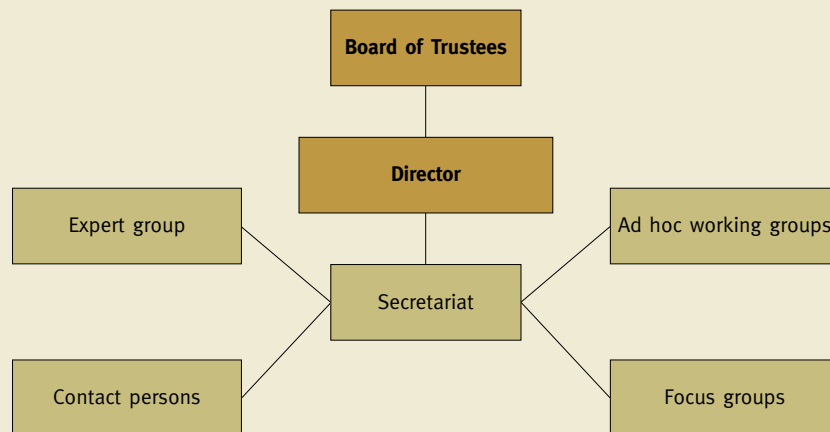 Board of Trustees
Director
Expert group
Ad hoc working groups
Secretariat
Contact persons
Focus groups